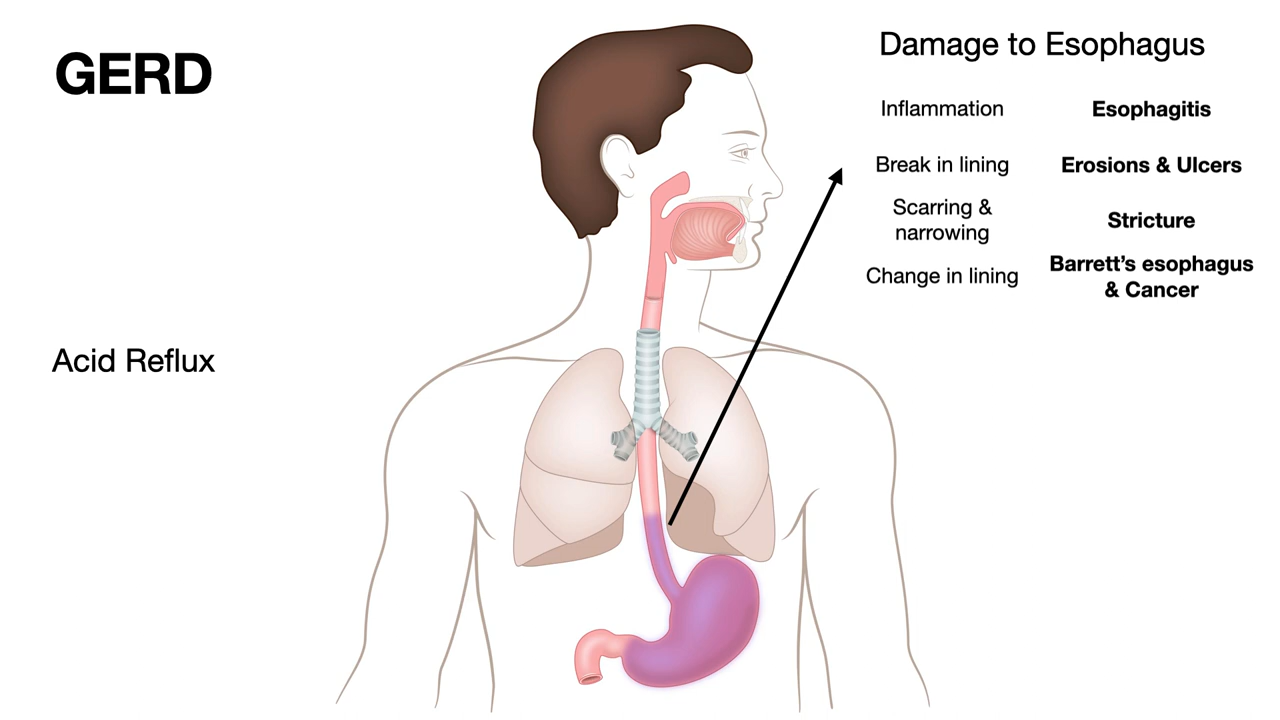 GERD
Acid Reflux
Damage to Esophagus
Inflammation Esophagitis
Break in lining Erosions & Ulcers
Scarring &
narrowing
Stricture
Change in lining
Barrett’s esophagus
& Cancer